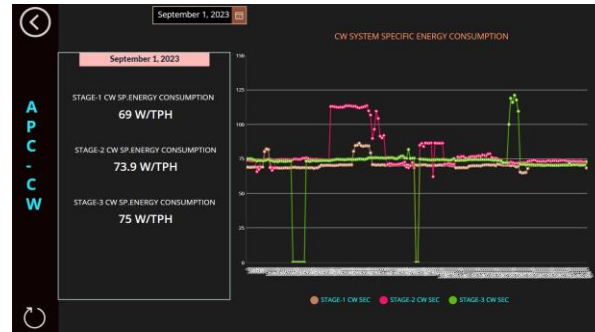 September 1, 2023
CW SYSTEM SPECIFIC ENERGY CONSUMPTION
September 1, 2023
STAGE-1 CW SP.ENERGY CONSUMPTION
69 W/TPH
STAGE-2 CW SP.ENERGY CONSUMPTION
73.9 W/TPH
STAGE-3 CW SP.ENERGY CONSUMPTION
75 W/TPH
A
P
C
-
C
W
150
125
100
75
50
25
0
STAGE-1 CW SEC
STAGE-2 CW SEC
STAGE-3 CW SEC